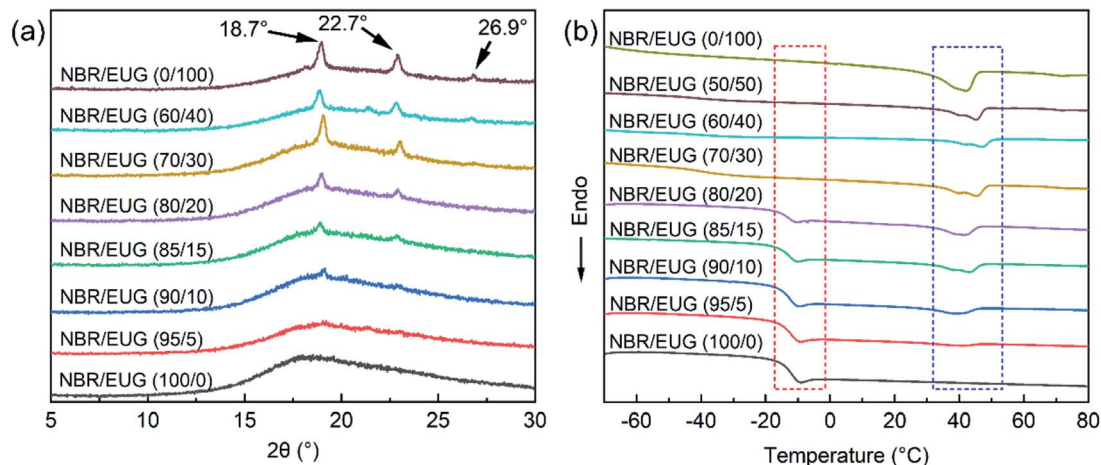 (a)
18.7°
22.7°
26.9°
NBR/EUG (0/100)
NBR/EUG (60/40)
NBR/EUG (70/30)
NBR/EUG (80/20)
NBR/EUG (85/15)
NBR/EUG (90/10)
NBR/EUG (95/5)
NBR/EUG (100/0)
5 10 15 20 25 30
2θ (°)
(b)
NBR/EUG (0/100)
NBR/EUG (50/50)
NBR/EUG (60/40)
NBR/EUG (70/30)
NBR/EUG (80/20)
NBR/EUG (85/15)
NBR/EUG (90/10)
NBR/EUG (95/5)
NBR/EUG (100/0)
Endo
-60 -40 -20 0 20 40 60 80
Temperature (°C)